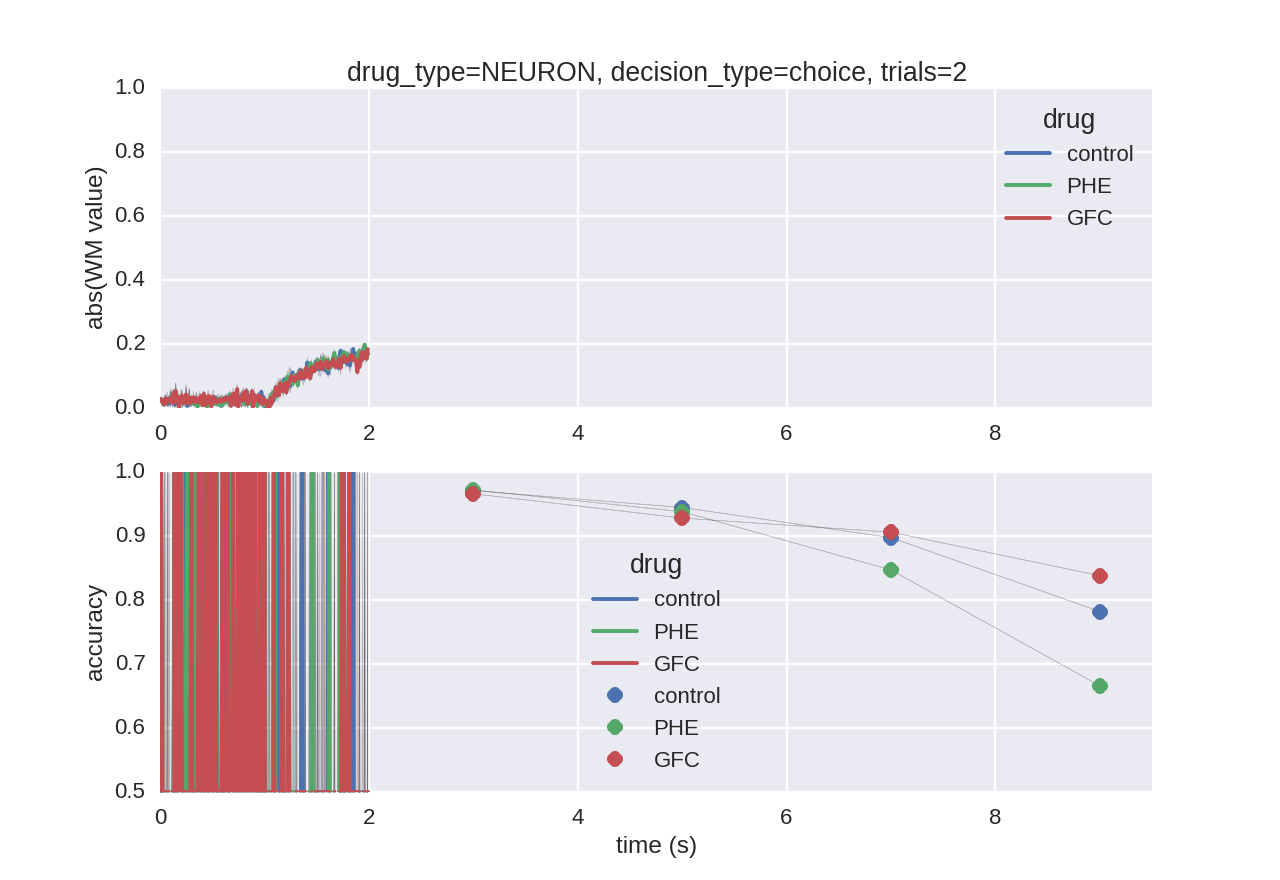 drug_type=NEURON, decision_type=choice, trials=2
1.0
0.8
0.6
0.4
0.2
0.0
abs(WM value)
drug
control
PHE
GFC
0 2 4 6 8
1.0
0.9
0.8
0.7
0.6
0.5
accuracy
drug
control
PHE
GFC
control
PHE
GFC
0 2 4 6 8
time (s)